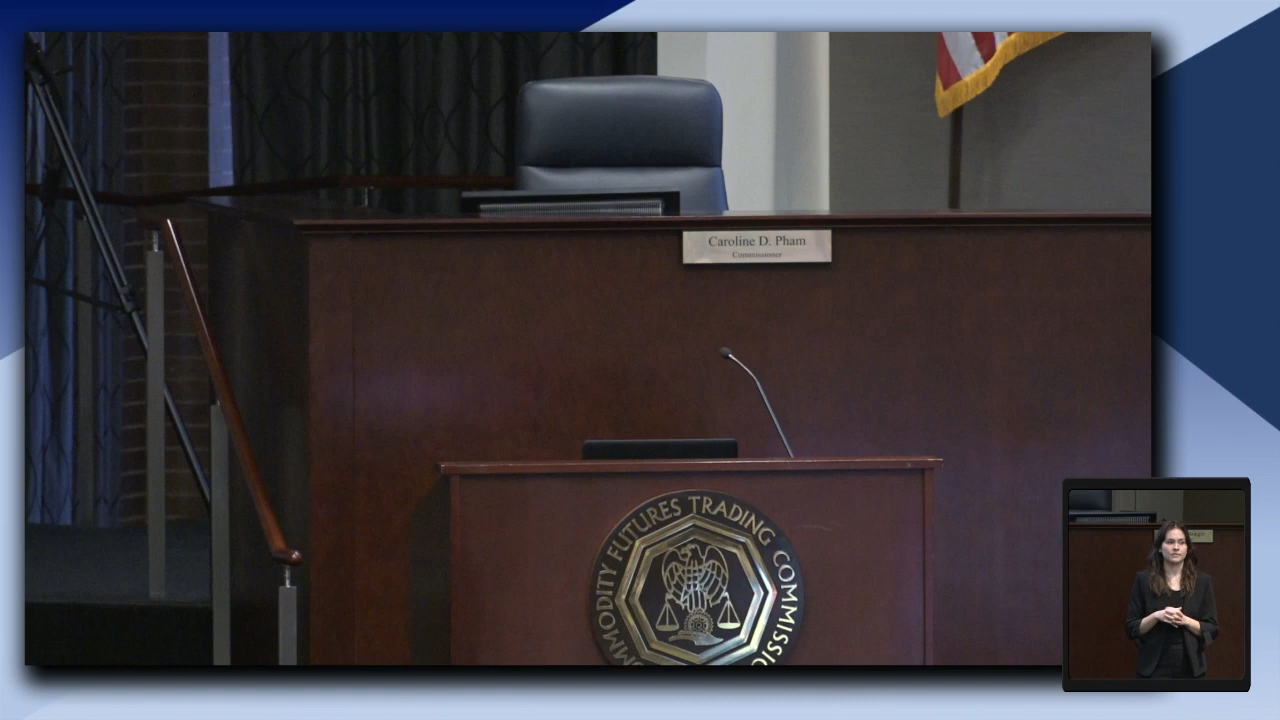 Caroline D. Pham
Commissioner
COMMODITY FUTURES TRADING COMMISSION